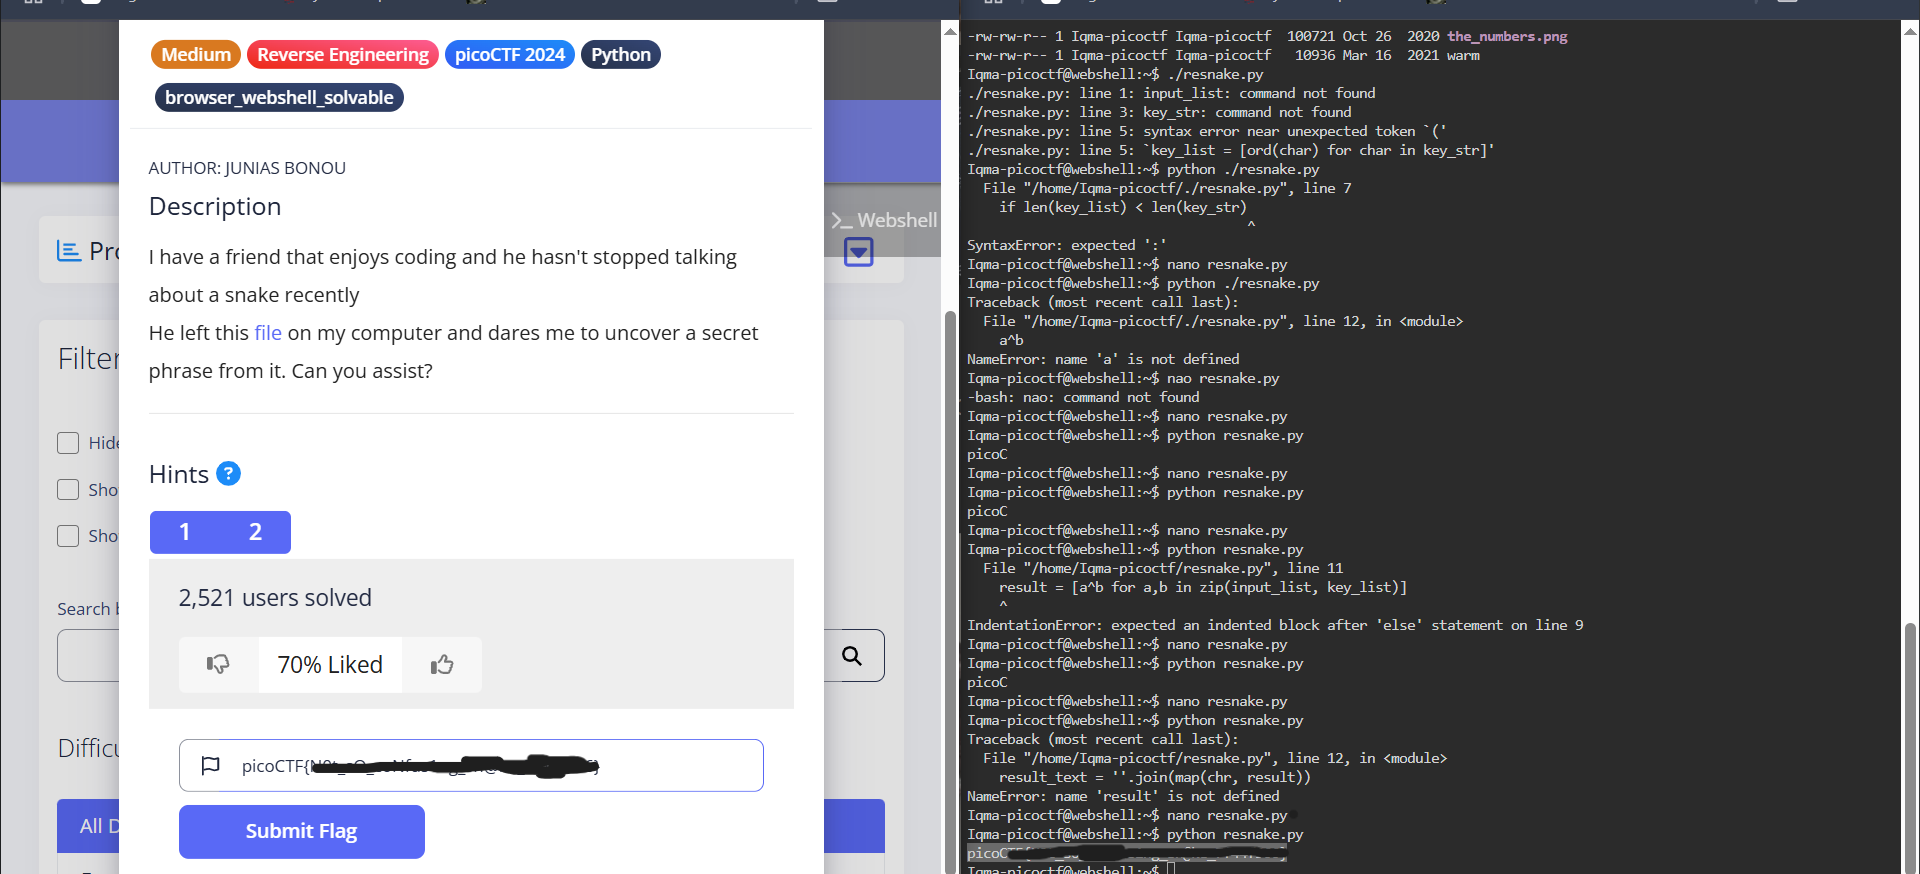 Medium Reverse Engineering picoCTF 2024 Python
browser_webshell_solvable
AUTHOR: JUNIAS BONOU
Description
I have a friend that enjoys coding and he hasn't stopped talking
about a snake recently
He left this file on my computer and dares me to uncover a secret
phrase from it. Can you assist?
Hints ?
1 2
2,521 users solved
70% Liked
picoCTF{
Submit Flag
Webshell
Filter
Hide
Sho
Sho
Search
Difficu
All D
-rw-rw-r-- 1 Iqma-picoctf Iqma-picoctf  100721 Oct 26  2020 the_numbers.png
-rw-rw-r-- 1 Iqma-picoctf Iqma-picoctf   10936 Mar 16  2021 warm
Iqma-picoctf@webshell:~$ ./resnake.py
./resnake.py: line 1: input_list: command not found
./resnake.py: line 3: key_str: command not found
./resnake.py: line 5: syntax error near unexpected token `('
./resnake.py: line 5: `key_list = [ord(char) for char in key_str]'
Iqma-picoctf@webshell:~$ python ./resnake.py
  File "/home/Iqma-picoctf/./resnake.py", line 7
    if len(key_list) < len(key_str)
                                   ^
SyntaxError: expected ':'
Iqma-picoctf@webshell:~$ nano resnake.py
Iqma-picoctf@webshell:~$ python ./resnake.py
Traceback (most recent call last):
  File "/home/Iqma-picoctf/./resnake.py", line 12, in <module>
    a^b
NameError: name 'a' is not defined
Iqma-picoctf@webshell:~$ nao resnake.py
-bash: nao: command not found
Iqma-picoctf@webshell:~$ nano resnake.py
Iqma-picoctf@webshell:~$ python resnake.py
picoC
Iqma-picoctf@webshell:~$ nano resnake.py
Iqma-picoctf@webshell:~$ python resnake.py
picoC
Iqma-picoctf@webshell:~$ nano resnake.py
Iqma-picoctf@webshell:~$ python resnake.py
  File "/home/Iqma-picoctf/resnake.py", line 11
    result = [a^b for a,b in zip(input_list, key_list)]
    ^
IndentationError: expected an indented block after 'else' statement on line 9
Iqma-picoctf@webshell:~$ nano resnake.py
Iqma-picoctf@webshell:~$ python resnake.py
picoC
Iqma-picoctf@webshell:~$ nano resnake.py
Iqma-picoctf@webshell:~$ python resnake.py
Traceback (most recent call last):
  File "/home/Iqma-picoctf/resnake.py", line 12, in <module>
    result_text = ''.join(map(chr, result))
NameError: name 'result' is not defined
Iqma-picoctf@webshell:~$ nano resnake.py
Iqma-picoctf@webshell:~$ python resnake.py
picoC
Iqma-picoctf@webshell:~$